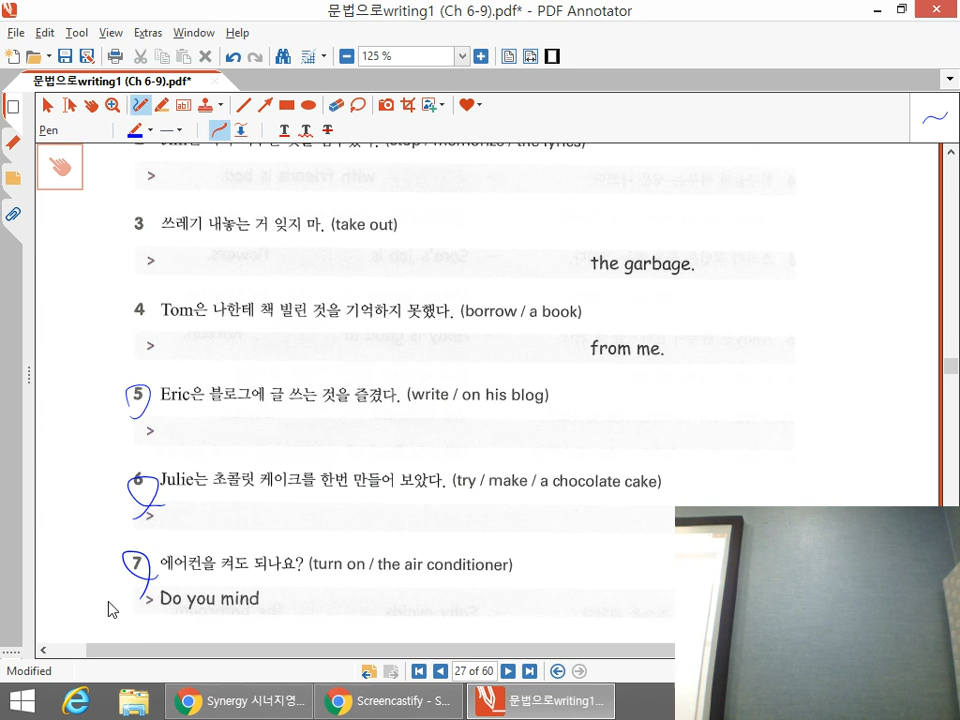 문법으로writing1 (Ch 6-9).pdf* - PDF Annotator
File Edit Tool View Extras Window Help
125 %
문법으로writing1 (Ch 6-9).pdf*
Pen
T T T
>
3 쓰레기 내놓는 거 잊지 마. (take out)
> the garbage.
4 Tom은 나한테 책 빌린 것을 기억하지 못했다. (borrow / a book)
> from me.
5 Eric은 블로그에 글 쓰는 것을 즐겼다. (write / on his blog)
>
6 Julie는 초콜릿 케이크를 한번 만들어 보았다. (try / make / a chocolate cake)
>
7 에어컨을 켜도 되나요? (turn on / the air conditioner)
> Do you mind
Modified
27 of 60
Synergy 시너지영...
Screencastify - S...
문법으로writing1...